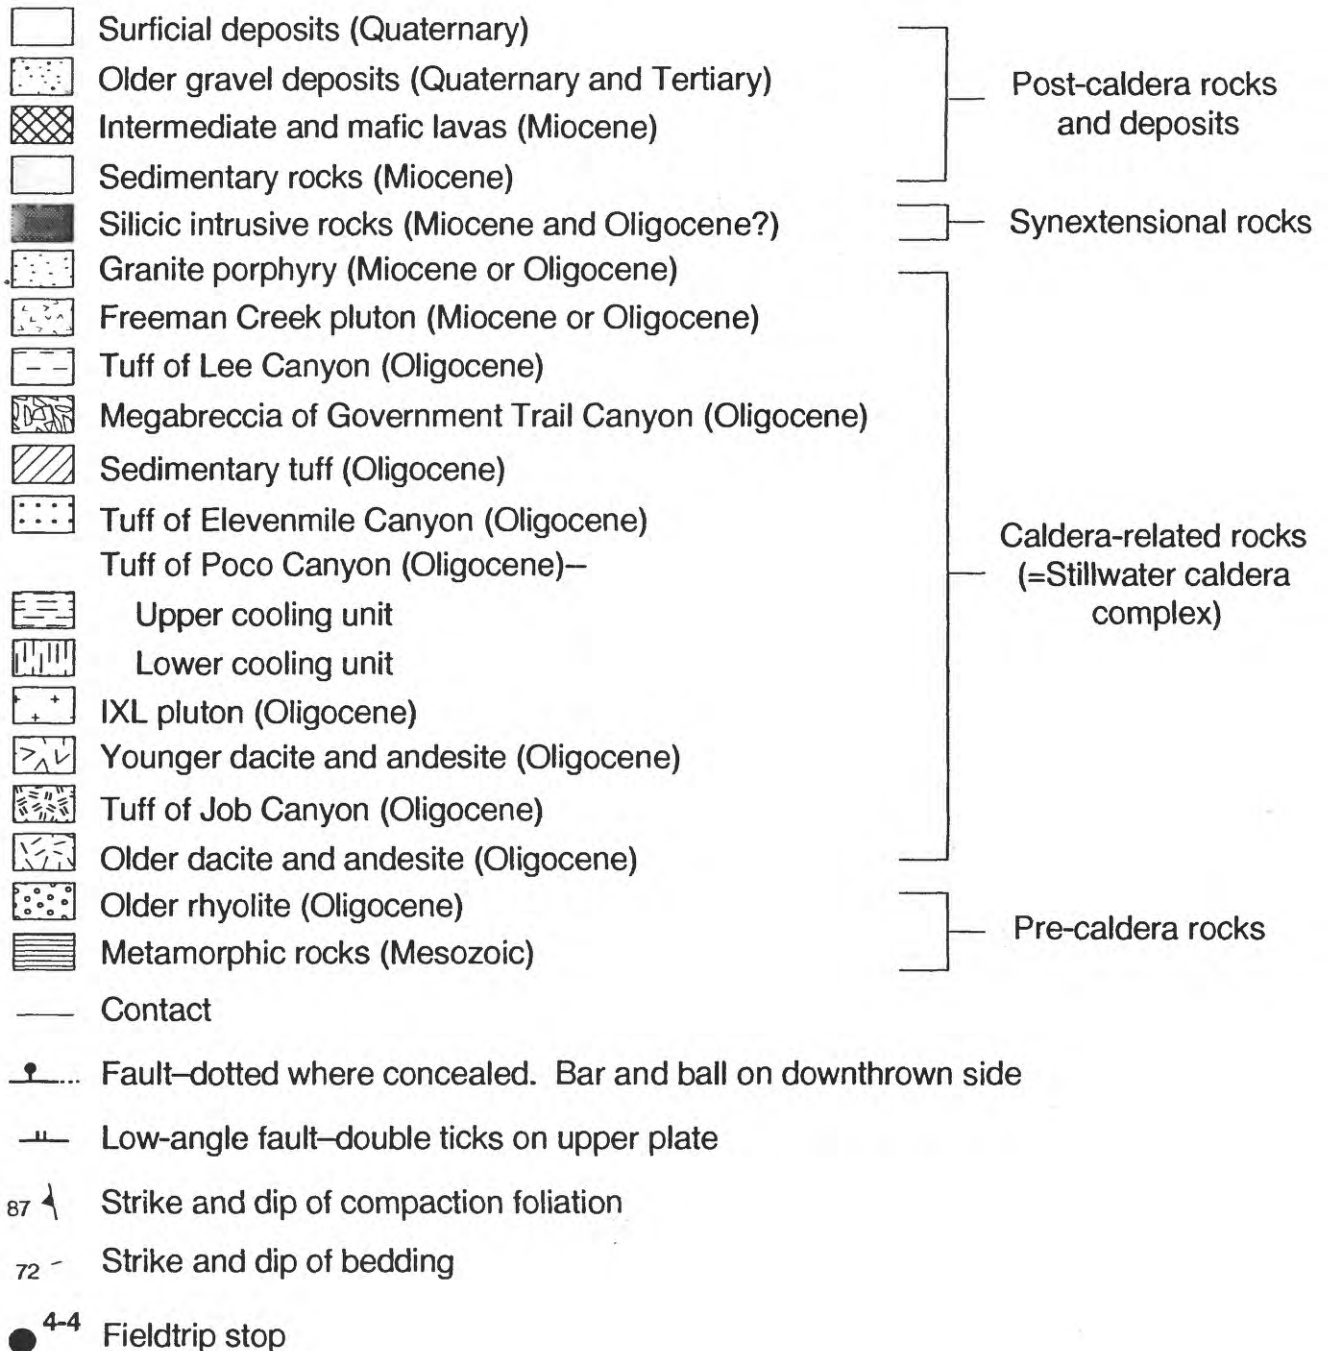 Surficial deposits (Quaternary)
Older gravel deposits (Quaternary and Tertiary)
Intermediate and mafic lavas (Miocene)
Sedimentary rocks (Miocene)
Post-caldera rocks
and deposits
Silicic intrusive rocks (Miocene and Oligocene?)
Synextensional rocks
Granite porphyry (Miocene or Oligocene)
Freeman Creek pluton (Miocene or Oligocene)
Tuff of Lee Canyon (Oligocene)
Megabreccia of Government Trail Canyon (Oligocene)
Sedimentary tuff (Oligocene)
Tuff of Elevenmile Canyon (Oligocene)
Tuff of Poco Canyon (Oligocene)–
Upper cooling unit
Lower cooling unit
IXL pluton (Oligocene)
Younger dacite and andesite (Oligocene)
Tuff of Job Canyon (Oligocene)
Older dacite and andesite (Oligocene)
Caldera-related rocks
(=Stillwater caldera
complex)
Older rhyolite (Oligocene)
Metamorphic rocks (Mesozoic)
Pre-caldera rocks
Contact
Fault–dotted where concealed. Bar and ball on downthrown side
Low-angle fault–double ticks on upper plate
87 Strike and dip of compaction foliation
72 Strike and dip of bedding
4-4 Fieldtrip stop